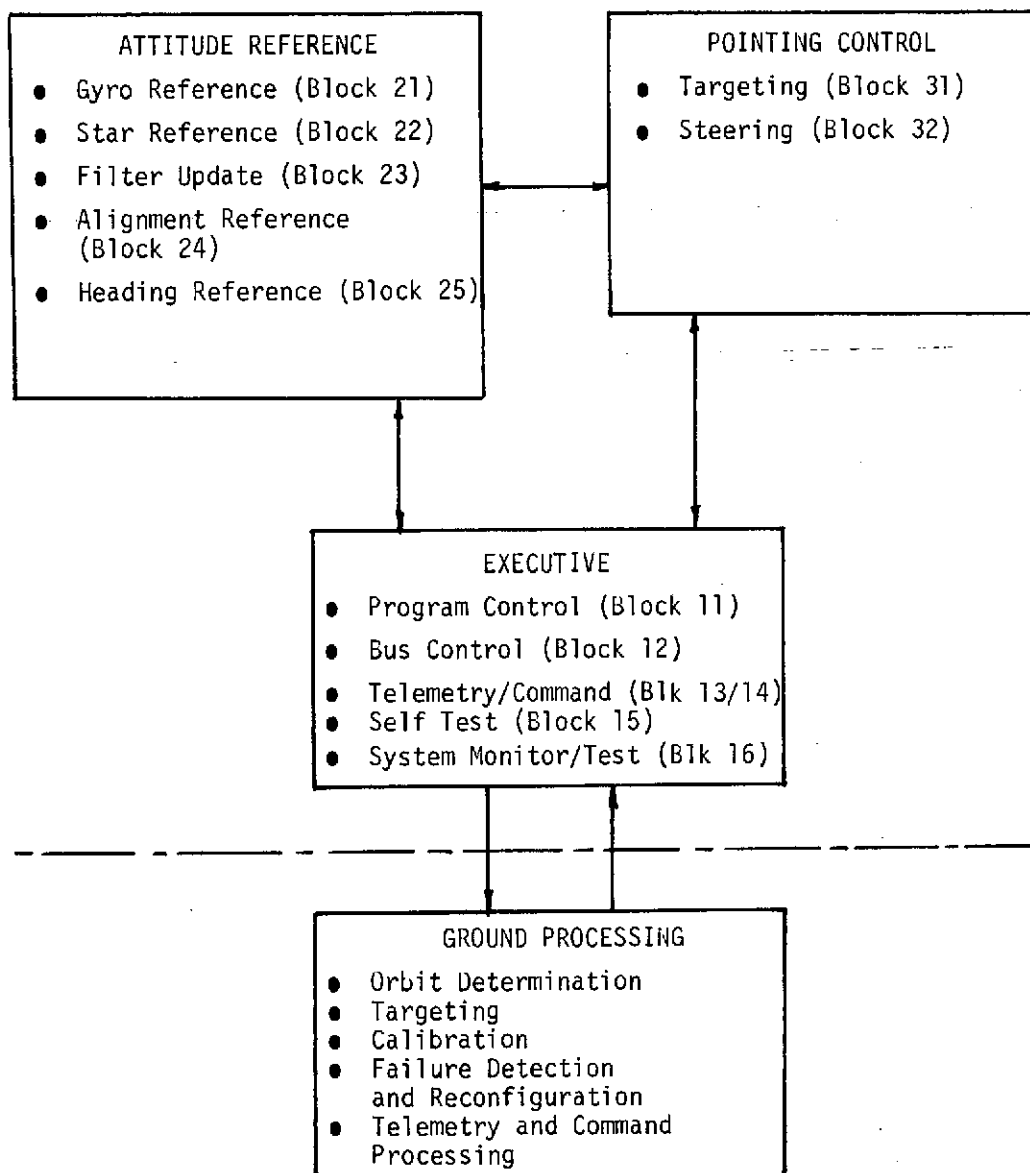 ATTITUDE REFERENCE
● Gyro Reference (Block 21)
● Star Reference (Block 22)
● Filter Update (Block 23)
● Alignment Reference
(Block 24)
● Heading Reference (Block 25)
POINTING CONTROL
● Targeting (Block 31)
● Steering (Block 32)
EXECUTIVE
● Program Control (Block 11)
● Bus Control (Block 12)
● Telemetry/Command (Blk 13/14)
● Self Test (Block 15)
● System Monitor/Test (Blk 16)
GROUND PROCESSING
● Orbit Determination
● Targeting
● Calibration
● Failure Detection
and Reconfiguration
● Telemetry and Command
Processing